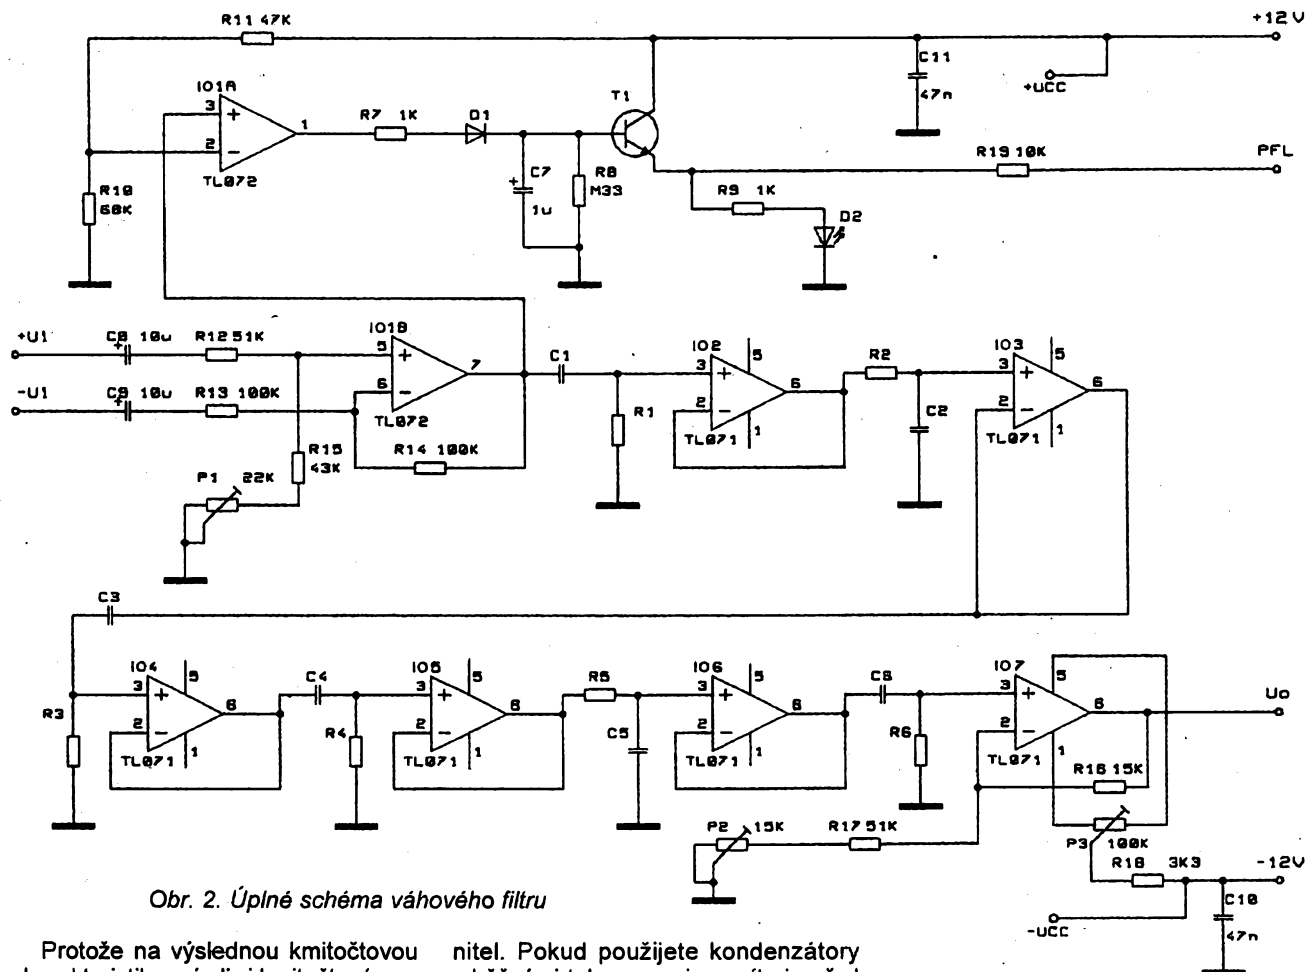 R11 47K
+12V
C11
47n
+UCC
IO1A
3
2
1
TL072
R7 1K
D1
T1
R19 10K
PFL
R10
68K
C7
1u
R8
M33
R9 1K
D2
+U1
C8 10u
R12 51K
IO1B
5
6
7
TL072
-U1
C9 10u
R13 100K
R14 100K
R15
43K
P1 22K
C1
R1
IO2
3
2
5
6
1
TL071
R2
C2
IO3
3
2
5
6
1
TL071
C3
IO4
3
2
5
6
1
TL071
R3
C4
R4
IO5
3
2
5
6
1
TL071
R5
C5
IO6
3
2
5
6
1
TL071
C6
R6
IO7
3
2
5
6
1
TL071
Uo
R16 15K
P2 15K
R17 51K
P3 100K
R18 3K3
-12V
C10
47n
-UCC
Obr. 2. Úplné schéma váhového filtru
Protože na výslednou kmitočtovou
nitel. Pokud použijete kondenzátory